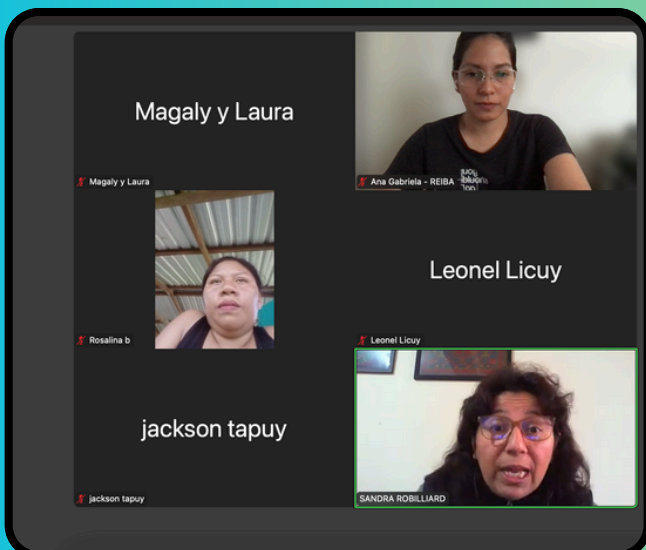 Magaly y Laura
Magaly y Laura
Ana Gabriela - REIBA
Rosalina b
Leonel Licuy
Leonel Licuy
jackson tapuy
jackson tapuy
SANDRA ROBILLIARD